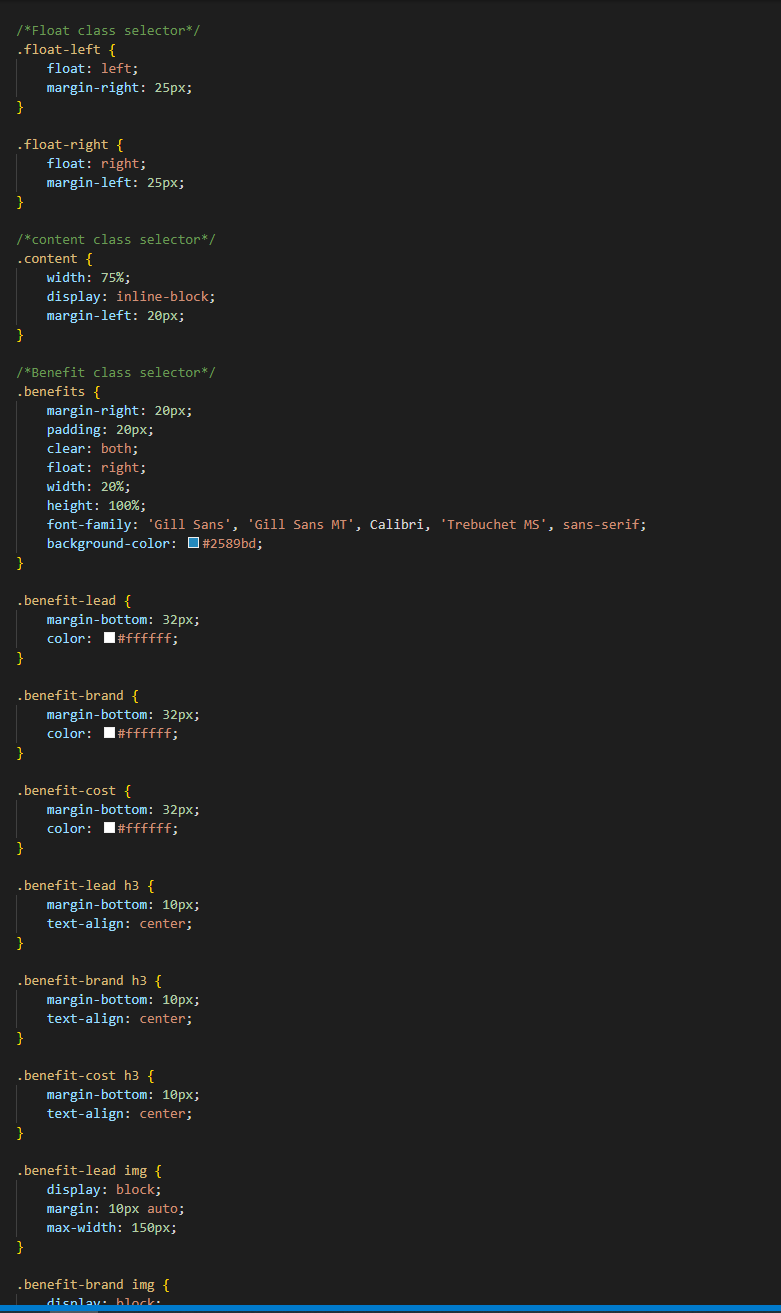 /*Float class selector*/
.float-left {
    float: left;
    margin-right: 25px;
}

.float-right {
    float: right;
    margin-left: 25px;
}

/*content class selector*/
.content {
    width: 75%;
    display: inline-block;
    margin-left: 20px;
}

/*Benefit class selector*/
.benefits {
    margin-right: 20px;
    padding: 20px;
    clear: both;
    float: right;
    width: 20%;
    height: 100%;
    font-family: 'Gill Sans', 'Gill Sans MT', Calibri, 'Trebuchet MS', sans-serif;
    background-color: #2589bd;
}

.benefit-lead {
    margin-bottom: 32px;
    color: #ffffff;
}

.benefit-brand {
    margin-bottom: 32px;
    color: #ffffff;
}

.benefit-cost {
    margin-bottom: 32px;
    color: #ffffff;
}

.benefit-lead h3 {
    margin-bottom: 10px;
    text-align: center;
}

.benefit-brand h3 {
    margin-bottom: 10px;
    text-align: center;
}

.benefit-cost h3 {
    margin-bottom: 10px;
    text-align: center;
}

.benefit-lead img {
    display: block;
    margin: 10px auto;
    max-width: 150px;
}

.benefit-brand img {
    display: block;